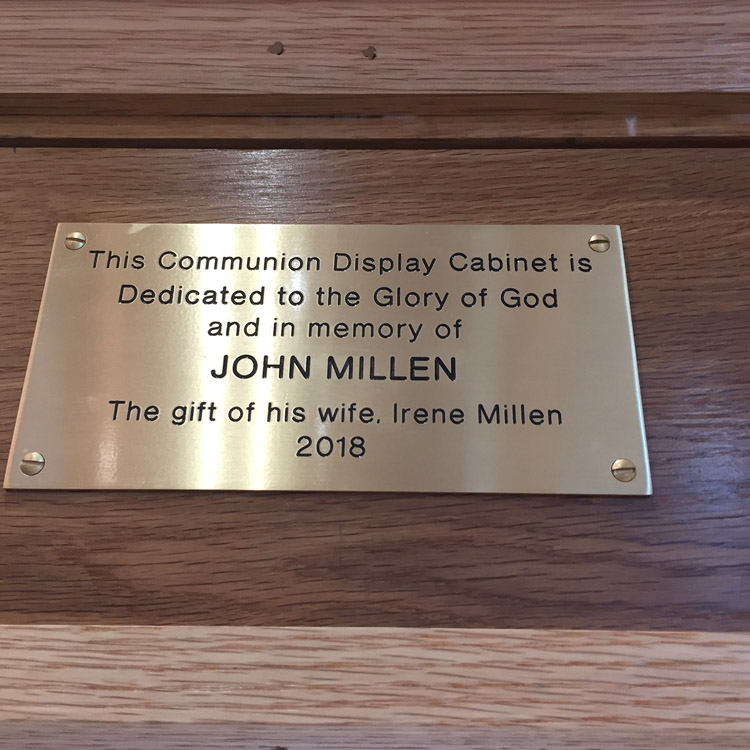 This Communion Display Cabinet is
Dedicated to the Glory of God
and in memory of
JOHN MILLEN
The gift of his wife, Irene Millen
2018